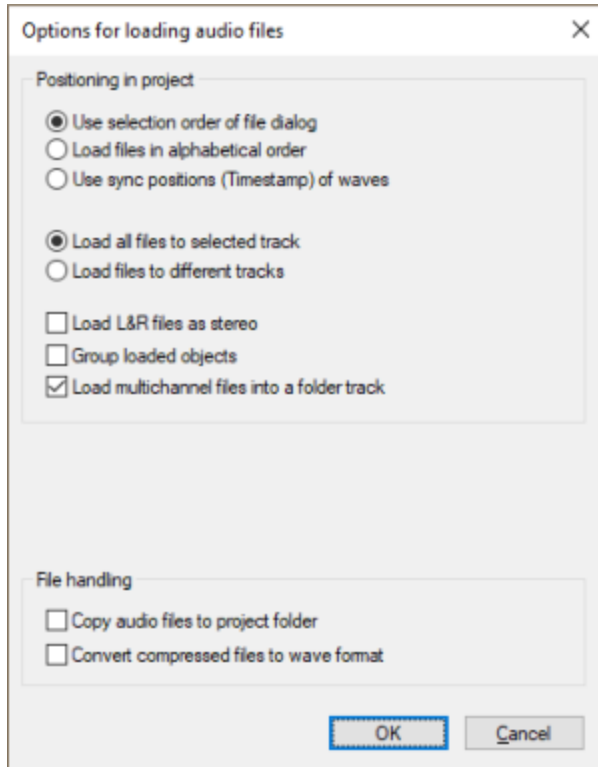 Options for loading audio files
Positioning in project
Use selection order of file dialog
Load files in alphabetical order
Use sync positions (Timestamp) of waves
Load all files to selected track
Load files to different tracks
Load L&R files as stereo
Group loaded objects
Load multichannel files into a folder track
File handling
Copy audio files to project folder
Convert compressed files to wave format
OK Cancel